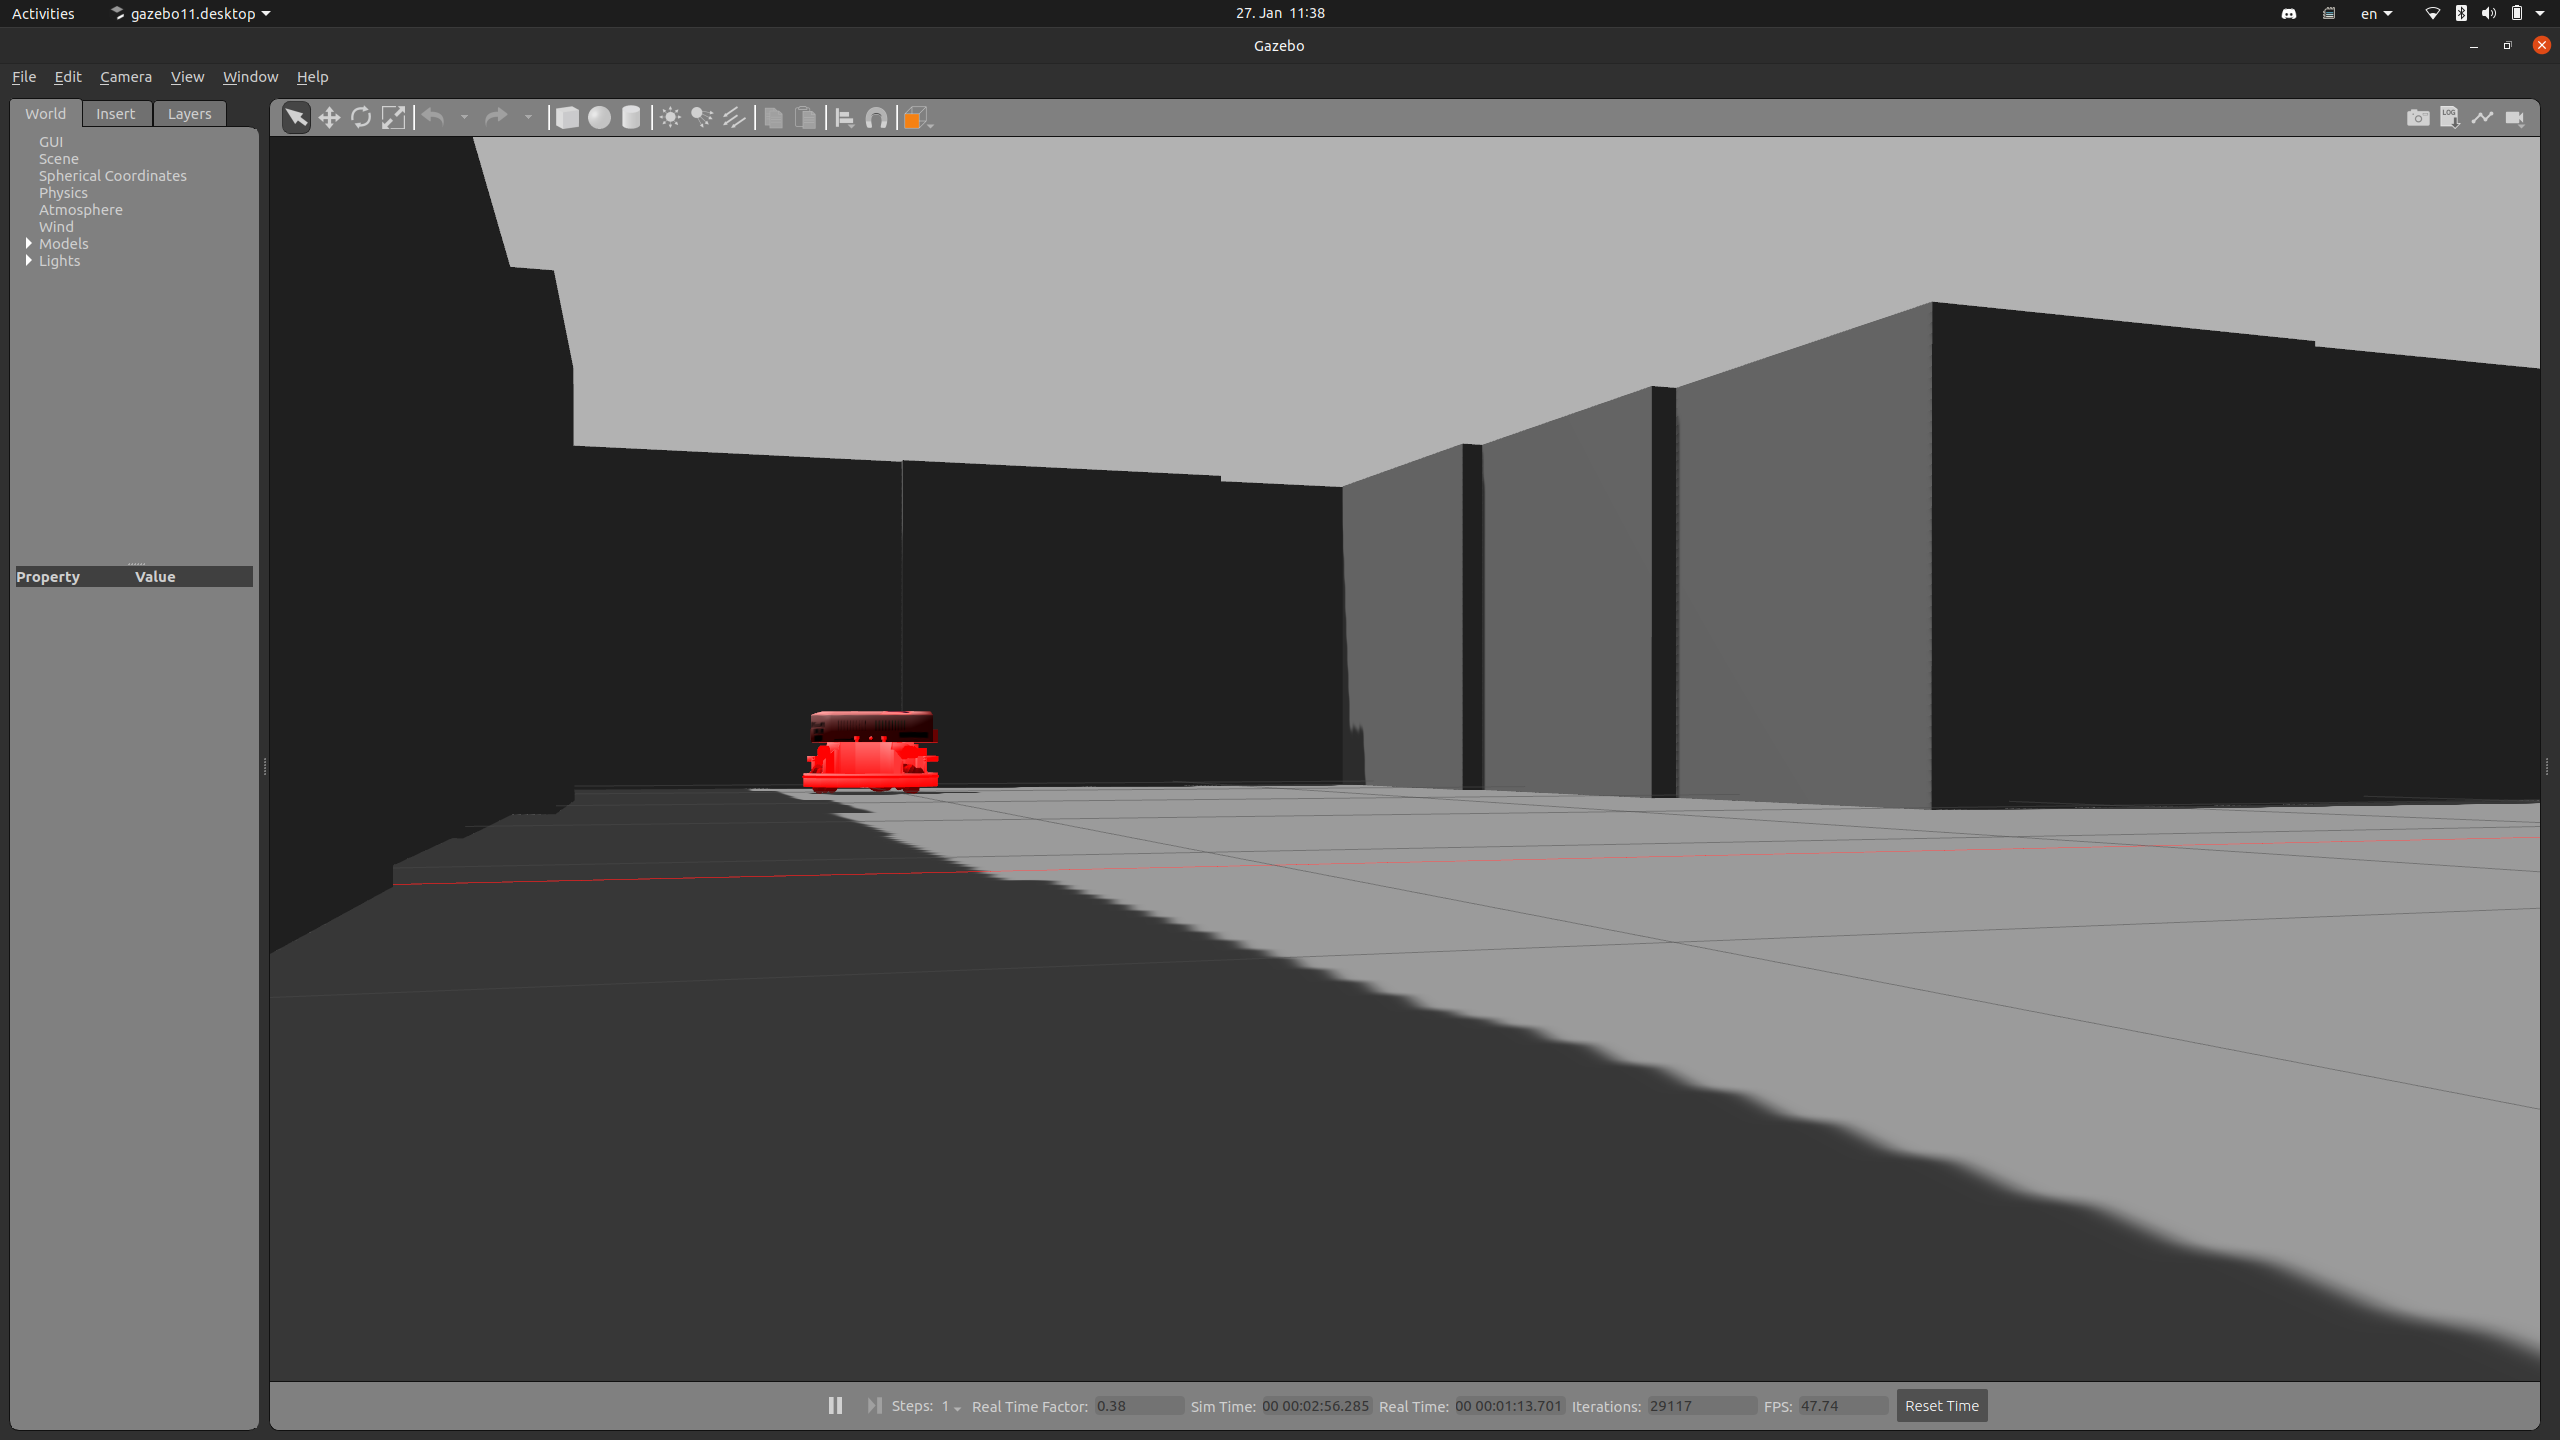 Activities gazebo11.desktop 27. Jan 11:38 en
Gazebo
File Edit Camera View Window Help
World Insert Layers
LOG
GUI
Scene
Spherical Coordinates
Physics
Atmosphere
Wind
Models
Lights
Property Value
Steps: 1 Real Time Factor: 0.38 Sim Time: 00 00:02:56.285 Real Time: 00 00:01:13.701 Iterations: 29117 FPS: 47.74 Reset Time